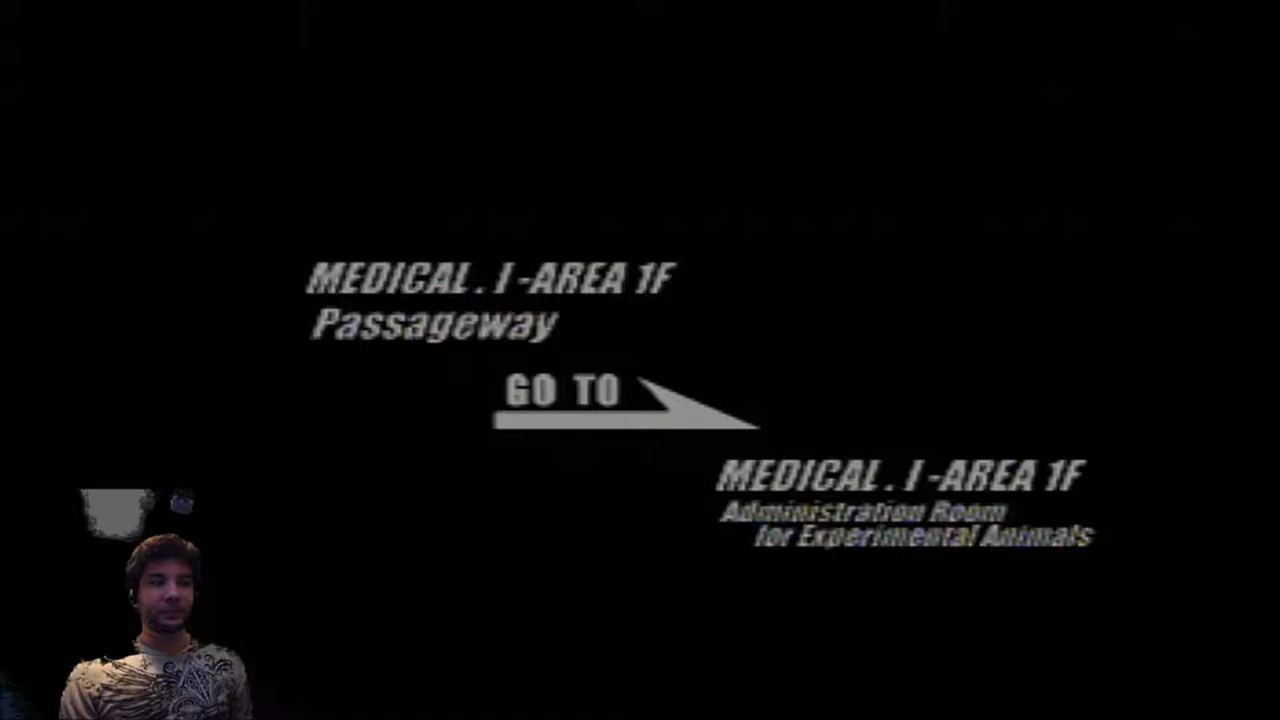 MEDICAL . I -AREA 1F
Passageway
GO TO
MEDICAL . I -AREA 1F
Administration Room
for Experimental Animals